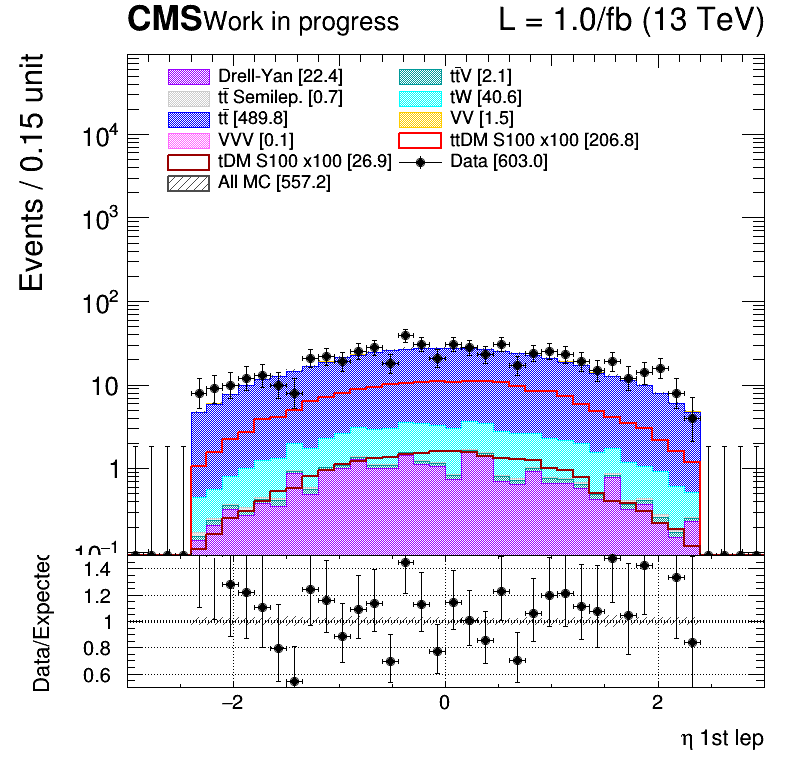 CMS Work in progress L = 1.0/fb (13 TeV)
Events / 0.15 unit
Drell-Yan [22.4] tt̄V [2.1]
tt̄ Semilep. [0.7] tW [40.6]
tt̄ [489.8] VV [1.5]
VVV [0.1] ttDM S100 x100 [206.8]
tDM S100 x100 [26.9] Data [603.0]
All MC [557.2]
10⁴
10³
10²
10
1
10⁻¹
Data/Expected
1.4
1.2
1
0.8
0.6
−2 0 2
η 1st lep